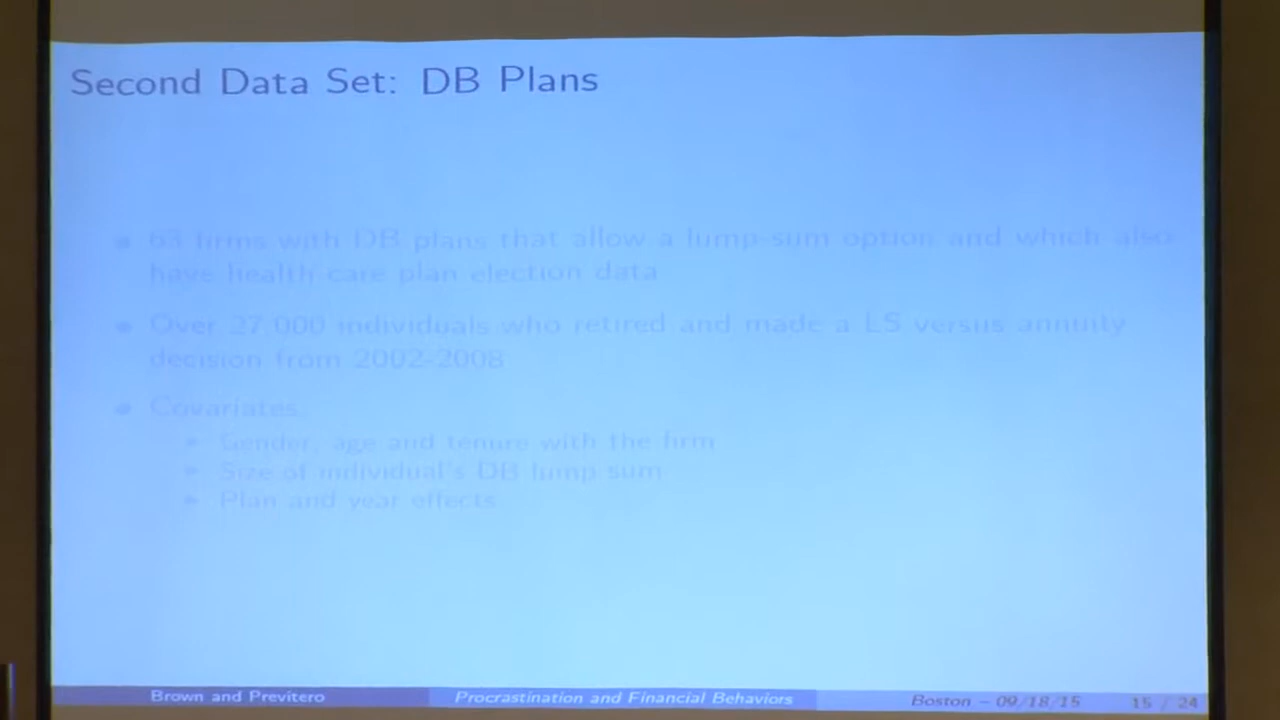 Second Data Set: DB Plans
63 firms with DB plans that allow a lump-sum option and which also
have health care plan election data
Over 27,000 individuals who retired and made a LS versus annuity
decision from 2002-2008
Covariates:
Gender, age and tenure with the firm
Size of individual's DB lump sum
Plan and year effects
Brown and Previtero
Procrastination and Financial Behaviors
Boston – 09/18/15
15 / 24